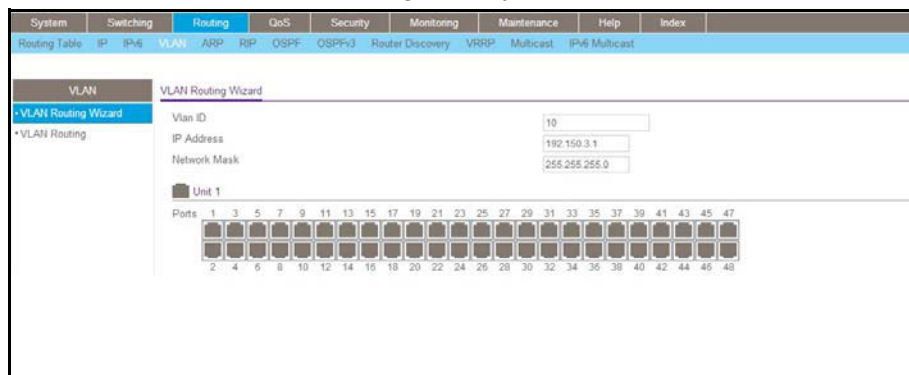 System Switching Routing QoS Security Monitoring Maintenance Help Index
Routing Table IP IPv6 VLAN ARP RIP OSPF OSPFv3 Router Discovery VRRP Multicast IPv6 Multicast
VLAN
VLAN Routing Wizard
• VLAN Routing Wizard
• VLAN Routing
Vlan ID 10
IP Address 192.150.3.1
Network Mask 255.255.255.0
Unit 1
Ports 1 3 5 7 9 11 13 15 17 19 21 23 25 27 29 31 33 35 37 39 41 43 45 47
2 4 6 8 10 12 14 16 18 20 22 24 26 28 30 32 34 36 38 40 42 44 46 48